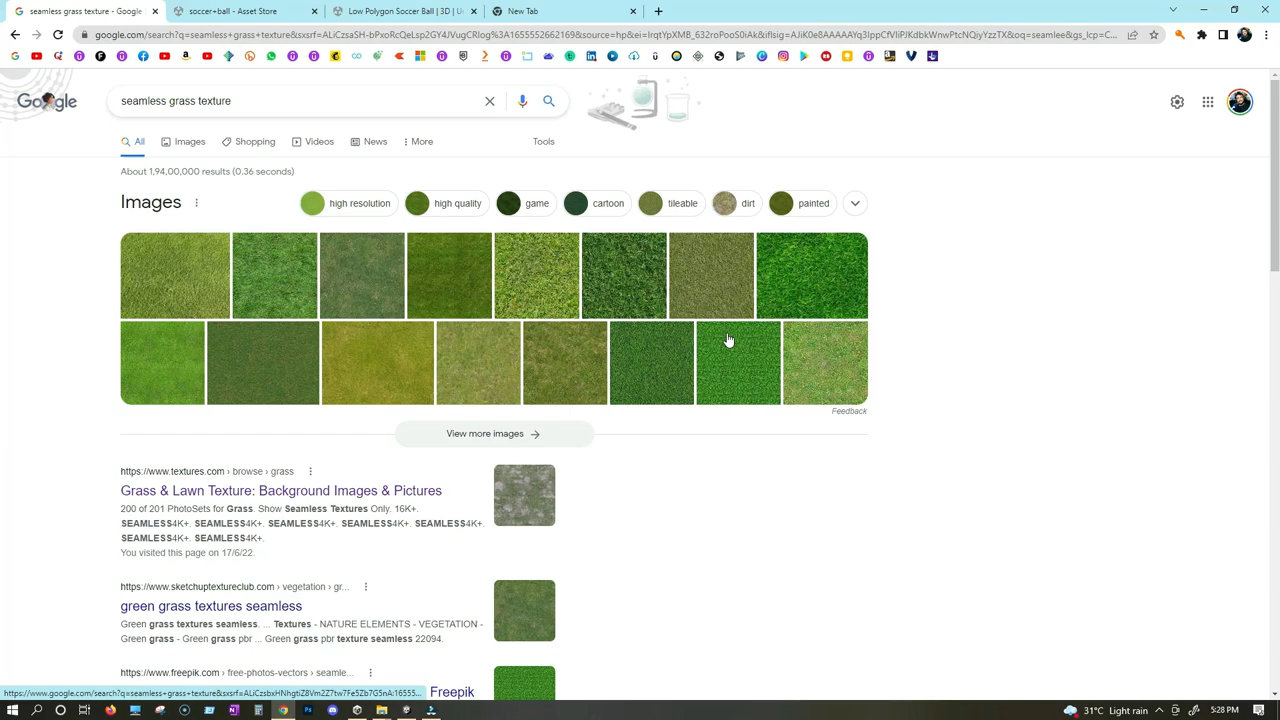 seamless grass texture - Google
soccer+ball - Asset Store
Low Polygon Soccer Ball | 3D | U
New Tab
Google
seamless grass texture
All
Images
Shopping
Videos
News
More
Tools
About 1,94,00,000 results (0.36 seconds)
Images
high resolution
high quality
game
cartoon
tileable
dirt
painted
Feedback
View more images
https://www.textures.com › browse › grass
Grass & Lawn Texture: Background Images & Pictures
200 of 201 PhotoSets for Grass. Show Seamless Textures Only. 16K+.
SEAMLESS4K+. SEAMLESS4K+. SEAMLESS4K+. SEAMLESS4K+. SEAMLESS4K+.
SEAMLESS4K+. SEAMLESS4K+.
You visited this page on 17/6/22.
https://www.sketchuptextureclub.com › vegetation › gr...
green grass textures seamless
Green grass textures seamless. ... Textures - NATURE ELEMENTS - VEGETATION -
Green grass - Green grass pbr ... Green grass pbr texture seamless 22094.
https://www.freepik.com › free-photos-vectors › seamle...
Freepik
31°C Light rain
5:28 PM